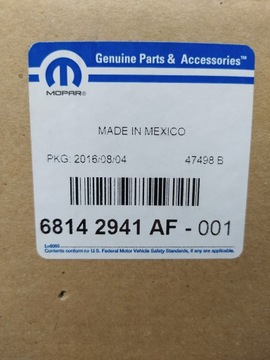 Genuine Parts & Accessories™
MOPAR®
MADE IN MEXICO
PKG: 2016/08/04 47498 B
6814 2941 AF - 001
Contents conform to U.S. Federal Motor Vehicle Safety Standards, if any are applicable.